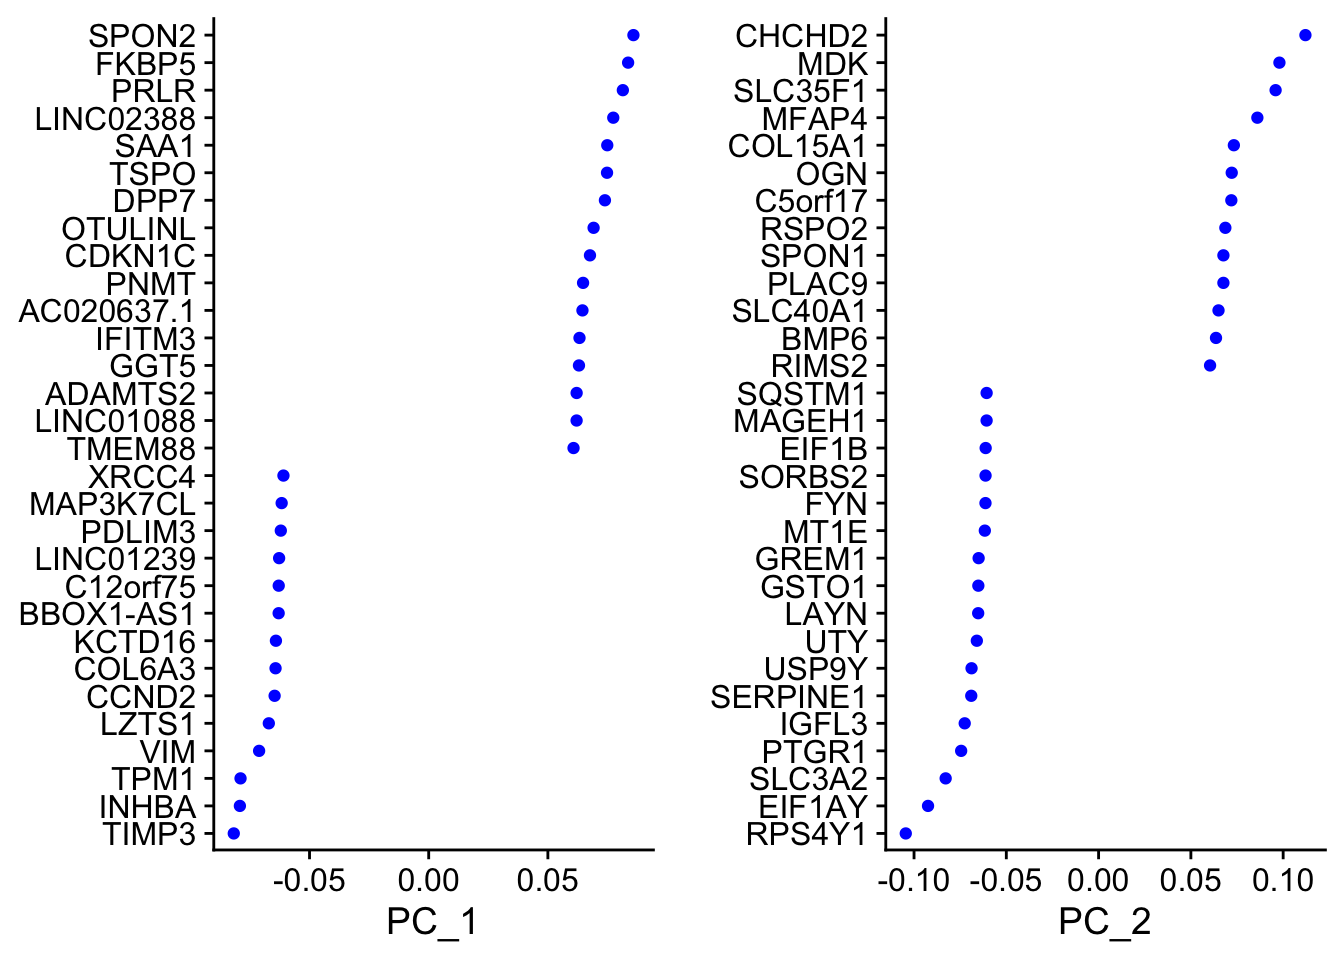 SPON2
FKBP5
PRLR
LINC02388
SAA1
TSPO
DPP7
OTULINL
CDKN1C
PNMT
AC020637.1
IFITM3
GGT5
ADAMTS2
LINC01088
TMEM88
XRCC4
MAP3K7CL
PDLIM3
LINC01239
C12orf75
BBOX1-AS1
KCTD16
COL6A3
CCND2
LZTS1
VIM
TPM1
INHBA
TIMP3
-0.05 0.00 0.05
PC_1
CHCHD2
MDK
SLC35F1
MFAP4
COL15A1
OGN
C5orf17
RSPO2
SPON1
PLAC9
SLC40A1
BMP6
RIMS2
SQSTM1
MAGEH1
EIF1B
SORBS2
FYN
MT1E
GREM1
GSTO1
LAYN
UTY
USP9Y
SERPINE1
IGFL3
PTGR1
SLC3A2
EIF1AY
RPS4Y1
-0.10 -0.05 0.00 0.05 0.10
PC_2